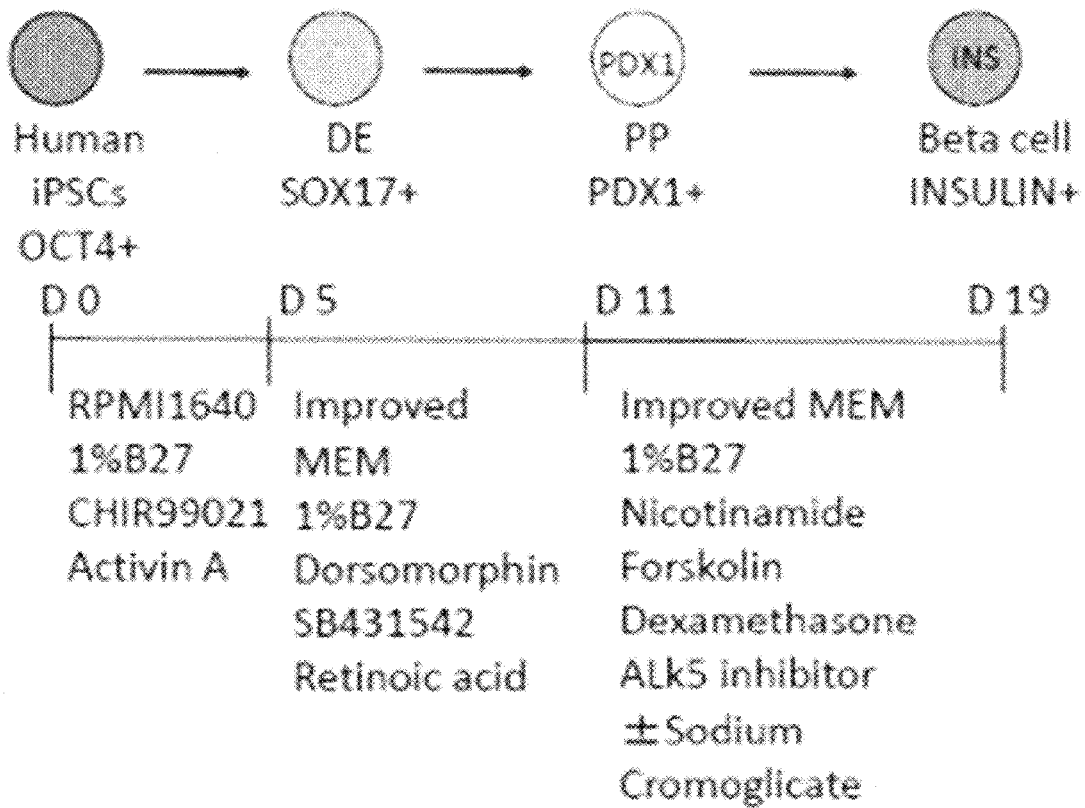 PDX1
INS
Human
iPSCs
OCT4+
DE
SOX17+
PP
PDX1+
Beta cell
INSULIN+
D 0
D 5
D 11
D 19
RPMI1640
1%B27
CHIR99021
Activin A
Improved
MEM
1%B27
Dorsomorphin
SB431542
Retinoic acid
Improved MEM
1%B27
Nicotinamide
Forskolin
Dexamethasone
ALk5 inhibitor
±Sodium
Cromoglicate